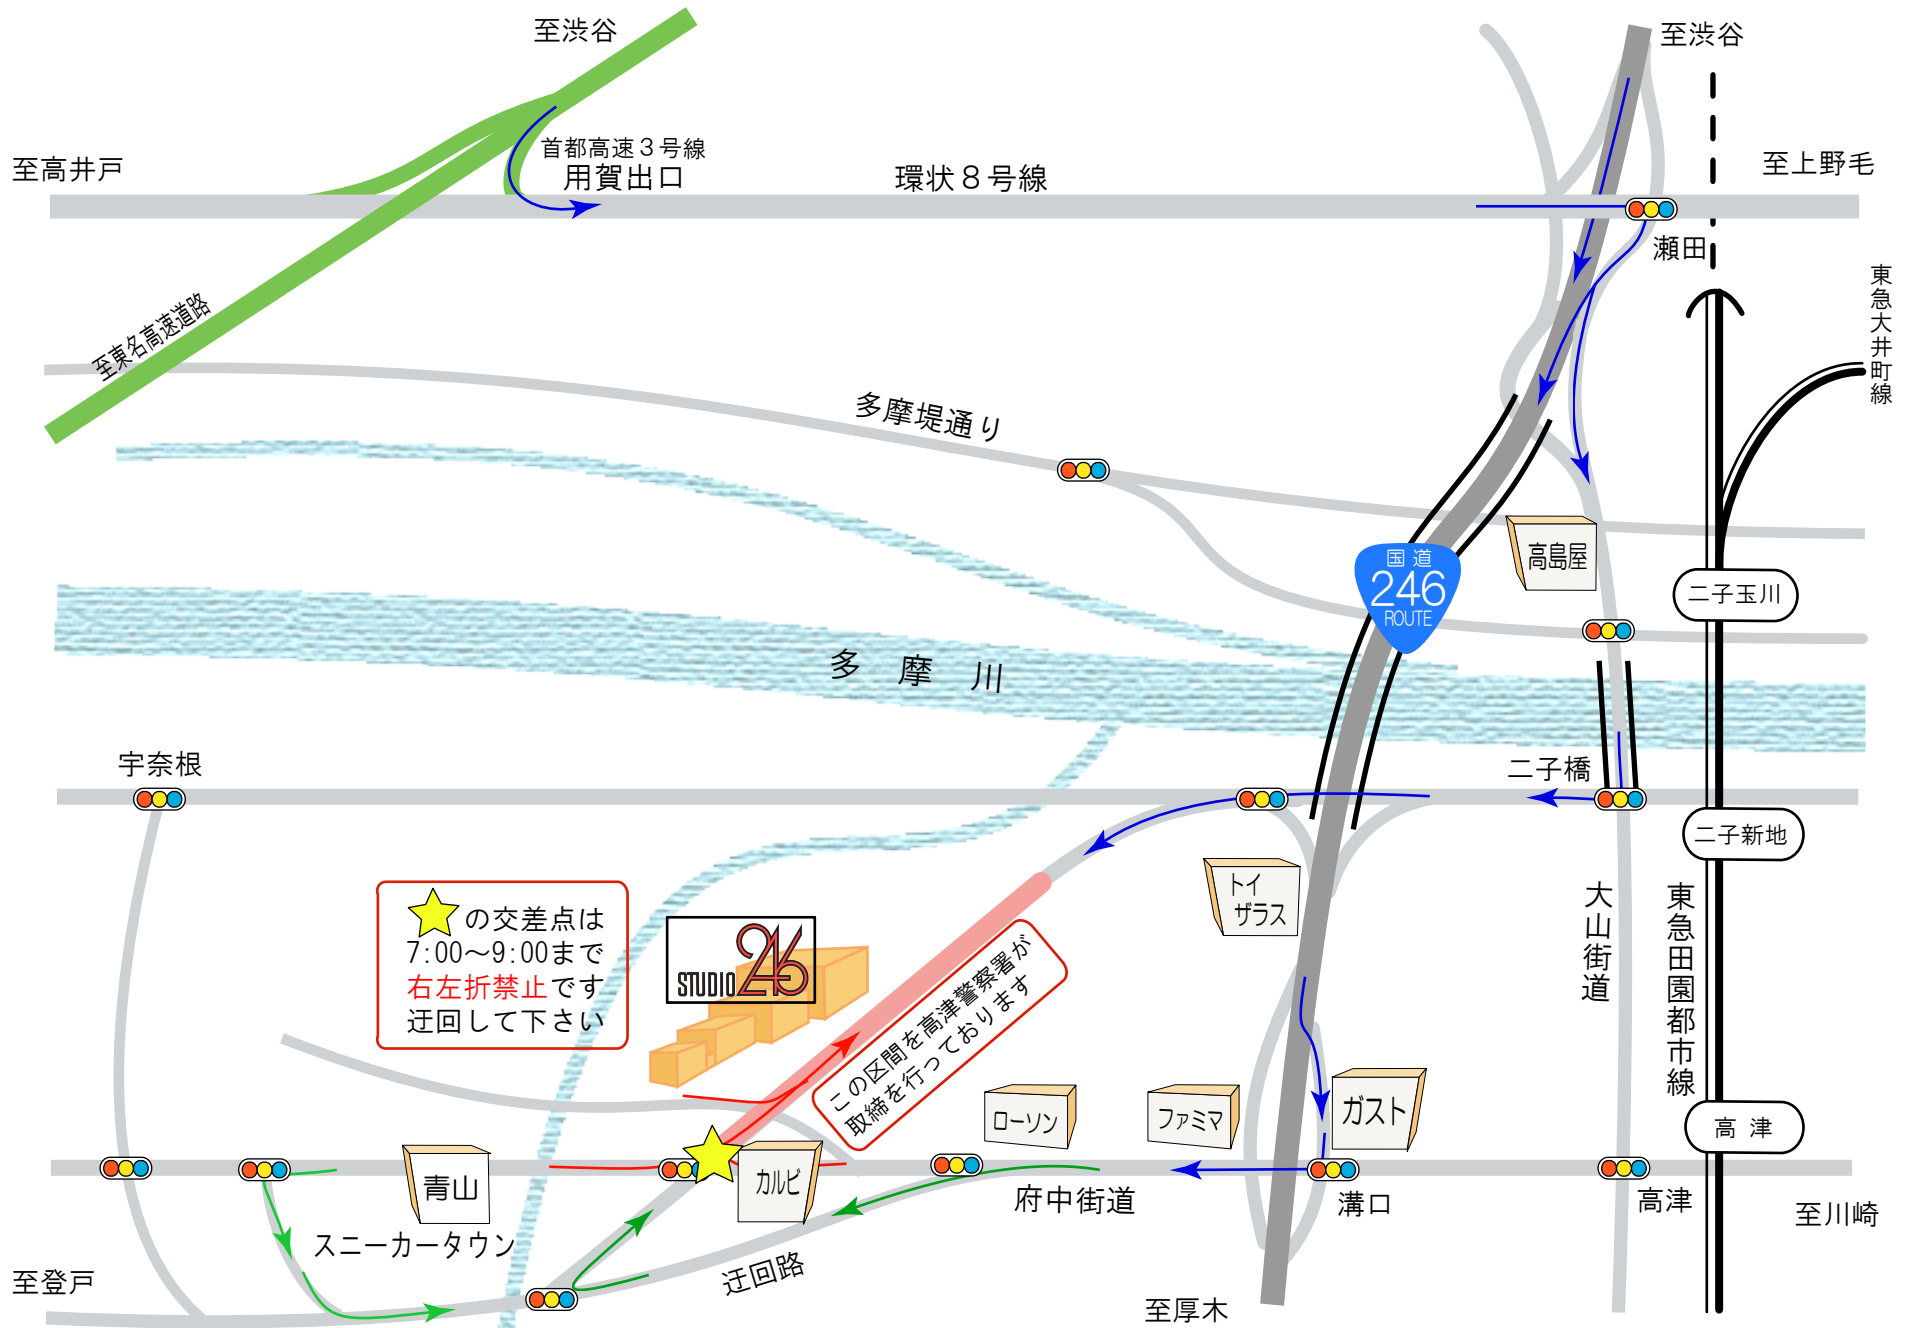 至渋谷
至渋谷
首都高速3号線
用賀出口
至高井戸
環状8号線
至上野毛
瀬田
東急大井町線
至東名高速道路
多摩堤通り
国道
246
ROUTE
高島屋
二子玉川
多摩川
宇奈根
二子橋
二子新地
トイ
ザラス
大山街道
東急田園都市線
の交差点は
7:00～9:00まで
右左折禁止です
迂回して下さい
STUDIO 246
この区間を高津警察署が
取締を行っております
ローソン
ファミマ
ガスト
高津
青山
カルビ
スニーカータウン
府中街道
溝口
高津
至川崎
迂回路
至登戸
至厚木